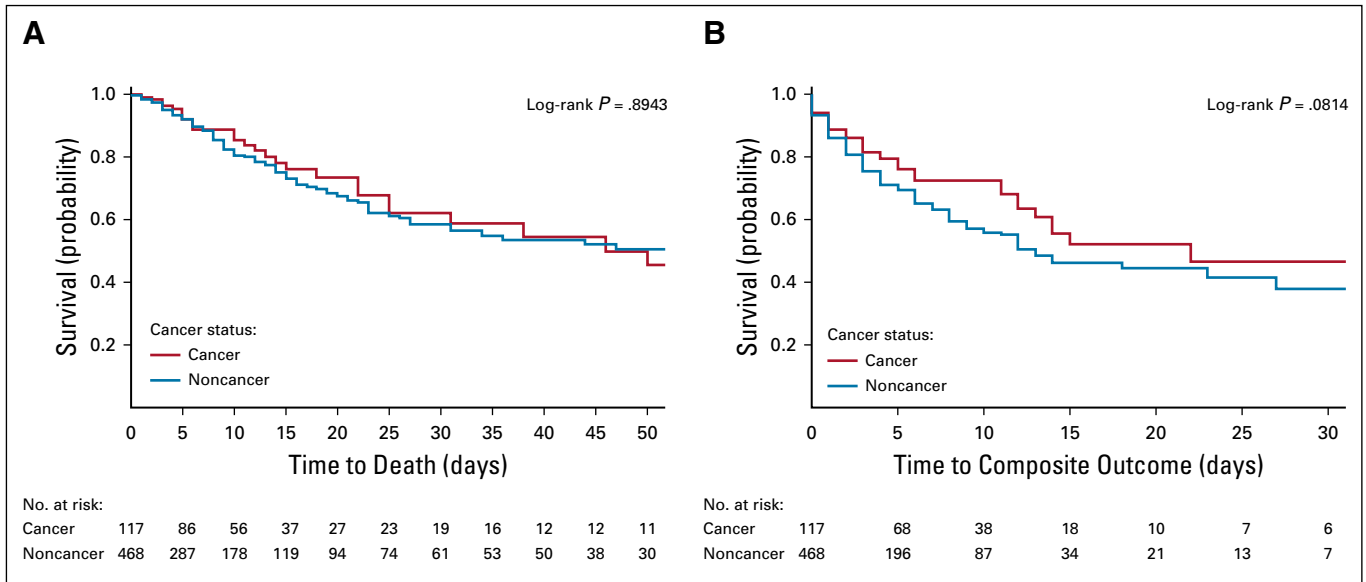 A
Log-rank P = .8943
Survival (probability)
1.0
0.8
0.6
0.4
0.2
Cancer status:
Cancer
Noncancer
0 5 10 15 20 25 30 35 40 45 50
Time to Death (days)
No. at risk:
Cancer 117 86 56 37 27 23 19 16 12 12 11
Noncancer 468 287 178 119 94 74 61 53 50 38 30
B
Log-rank P = .0814
Survival (probability)
1.0
0.8
0.6
0.4
0.2
Cancer status:
Cancer
Noncancer
0 5 10 15 20 25 30
Time to Composite Outcome (days)
No. at risk:
Cancer 117 68 38 18 10 7 6
Noncancer 468 196 87 34 21 13 7